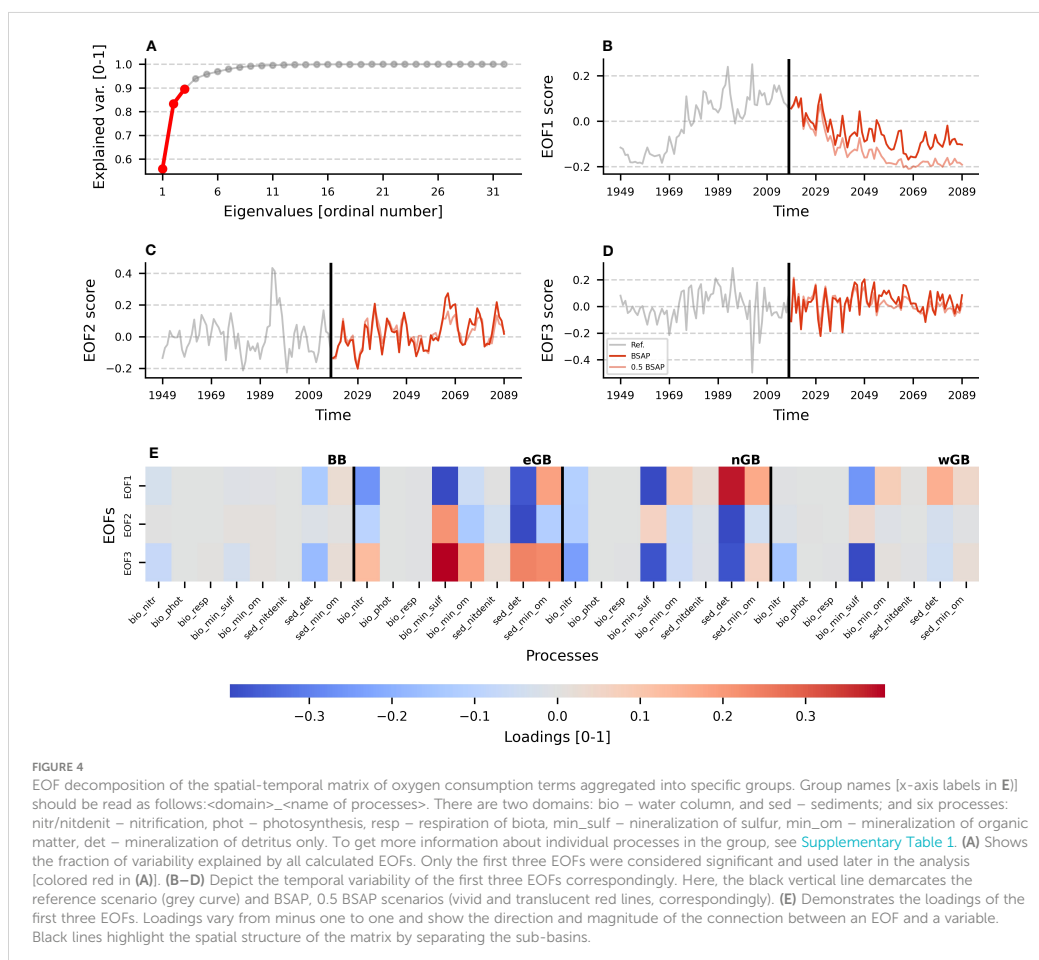 A
Explained var. [0-1]
1.0
0.9
0.8
0.7
0.6
1 6 11 16 21 26 31
Eigenvalues [ordinal number]
B
EOF1 score
0.2
0.0
−0.2
1949 1969 1989 2009 2029 2049 2069 2089
Time
C
EOF2 score
0.4
0.2
0.0
−0.2
1949 1969 1989 2009 2029 2049 2069 2089
Time
D
EOF3 score
0.2
0.0
−0.2
−0.4
Ref.
BSAP
0.5 BSAP
1949 1969 1989 2009 2029 2049 2069 2089
Time
E
BB eGB nGB wGB
EOFs
EOF1
EOF2
EOF3
bio_nitr bio_phot bio_resp bio_min_sulf bio_min_om sed_nitdenit sed_det sed_min_om bio_nitr bio_phot bio_resp bio_min_sulf bio_min_om sed_nitdenit sed_det sed_min_om bio_nitr bio_phot bio_resp bio_min_sulf bio_min_om sed_nitdenit sed_det sed_min_om bio_nitr bio_phot bio_resp bio_min_sulf bio_min_om sed_nitdenit sed_det sed_min_om
Processes
−0.3 −0.2 −0.1 0.0 0.1 0.2 0.3
Loadings [0-1]
FIGURE 4
EOF decomposition of the spatial-temporal matrix of oxygen consumption terms aggregated into specific groups. Group names [x-axis labels in E)]
should be read as follows:<domain>_<name of processes>. There are two domains: bio – water column, and sed – sediments; and six processes:
nitr/nitdenit – nitrification, phot – photosynthesis, resp – respiration of biota, min_sulf – nineralization of sulfur, min_om – mineralization of organic
matter, det – mineralization of detritus only. To get more information about individual processes in the group, see Supplementary Table 1. (A) Shows
the fraction of variability explained by all calculated EOFs. Only the first three EOFs were considered significant and used later in the analysis
[colored red in (A)]. (B–D) Depict the temporal variability of the first three EOFs correspondingly. Here, the black vertical line demarcates the
reference scenario (grey curve) and BSAP, 0.5 BSAP scenarios (vivid and translucent red lines, correspondingly). (E) Demonstrates the loadings of the
first three EOFs. Loadings vary from minus one to one and show the direction and magnitude of the connection between an EOF and a variable.
Black lines highlight the spatial structure of the matrix by separating the sub-basins.